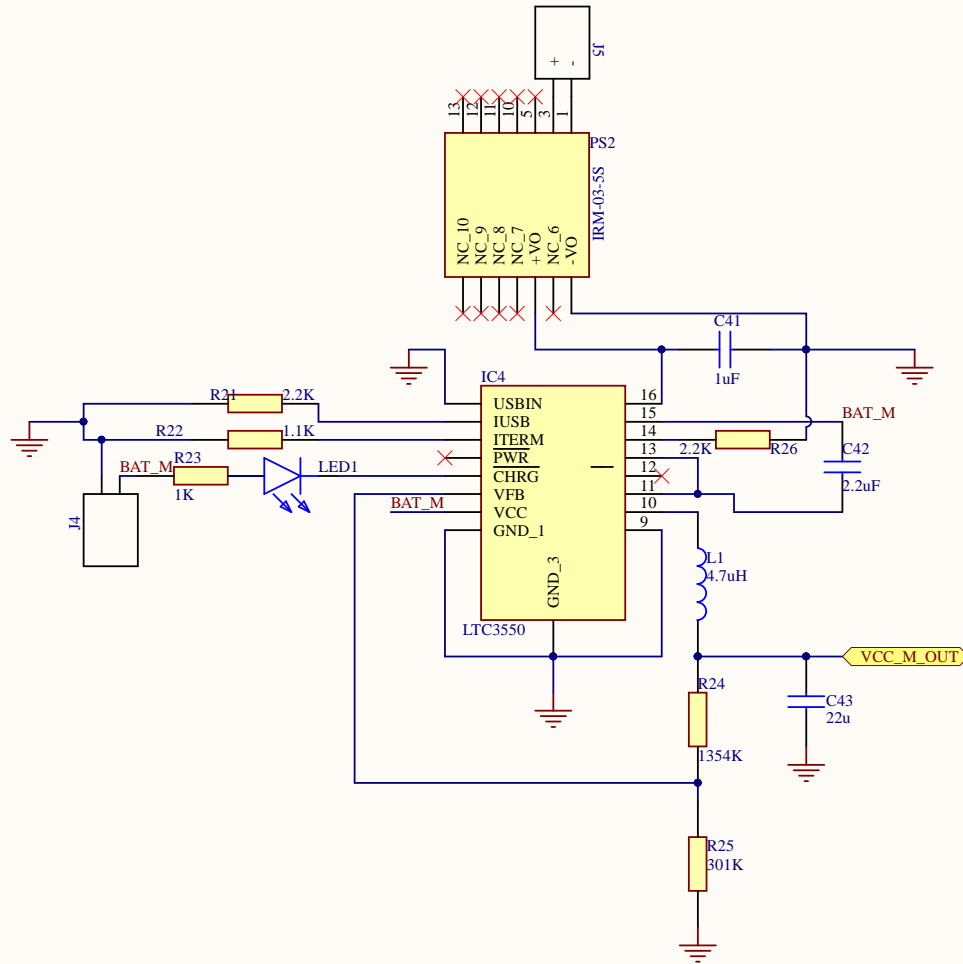 J5
+
-
13
12
11
10
5
3
1
PS2
IRM-03-5S
NC_10
NC_9
NC_8
NC_7
+VO
NC_6
-VO
C41
1uF
IC4
R21
2.2K
USBIN
16
IUSB
15
BAT_M
R22
1.1K
ITERM
14
2.2K
R26
C42
2.2uF
PWR
13
BAT_M
R23
1K
LED1
CHRG
12
VFB
11
BAT_M
VCC
10
GND_1
9
J4
GND_3
LTC3550
L1
4.7uH
VCC_M_OUT
R24
1354K
C43
22u
R25
301K